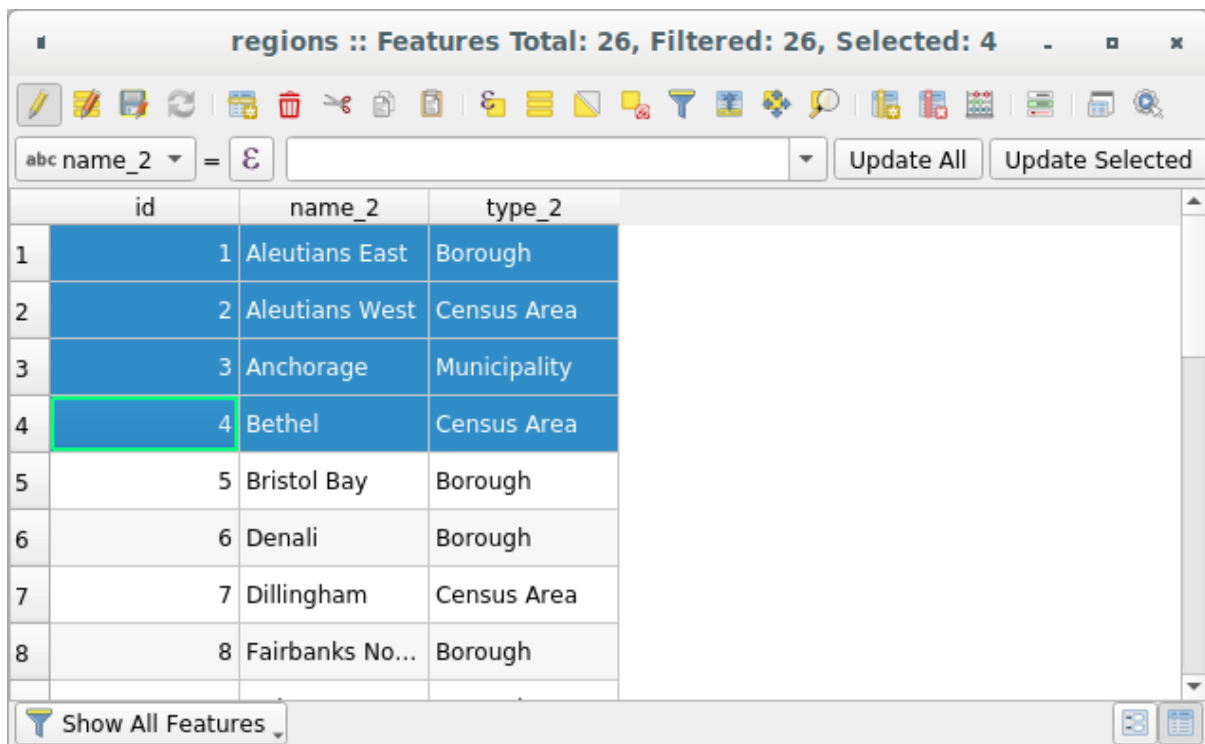 regions :: Features Total: 26, Filtered: 26, Selected: 4
abc name_2 = ε Update All Update Selected
id name_2 type_2
1 1 Aleutians East Borough
2 2 Aleutians West Census Area
3 3 Anchorage Municipality
4 4 Bethel Census Area
5 5 Bristol Bay Borough
6 6 Denali Borough
7 7 Dillingham Census Area
8 8 Fairbanks No... Borough
Show All Features